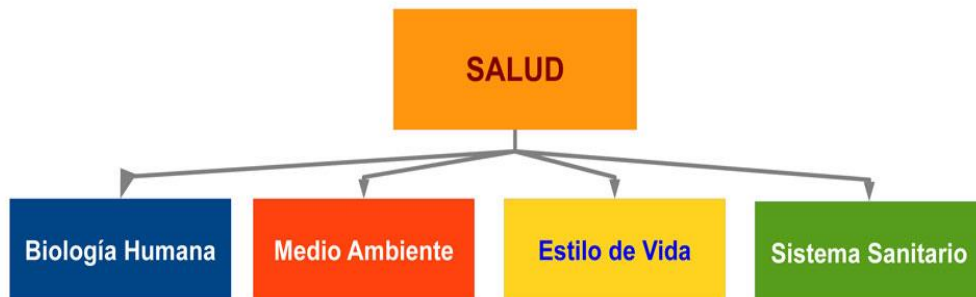 SALUD
Biología Humana
Medio Ambiente
Estilo de Vida
Sistema Sanitario